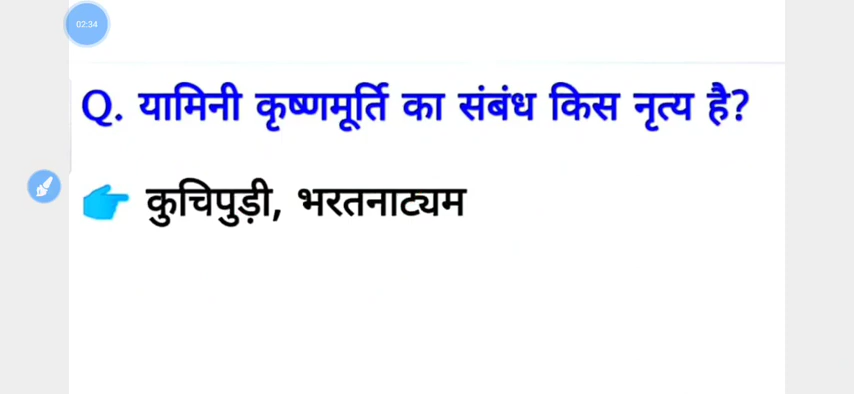 02:34
Q. यामिनी कृष्णमूर्ति का संबंध किस नृत्य है?
कुचिपुड़ी, भरतनाट्यम